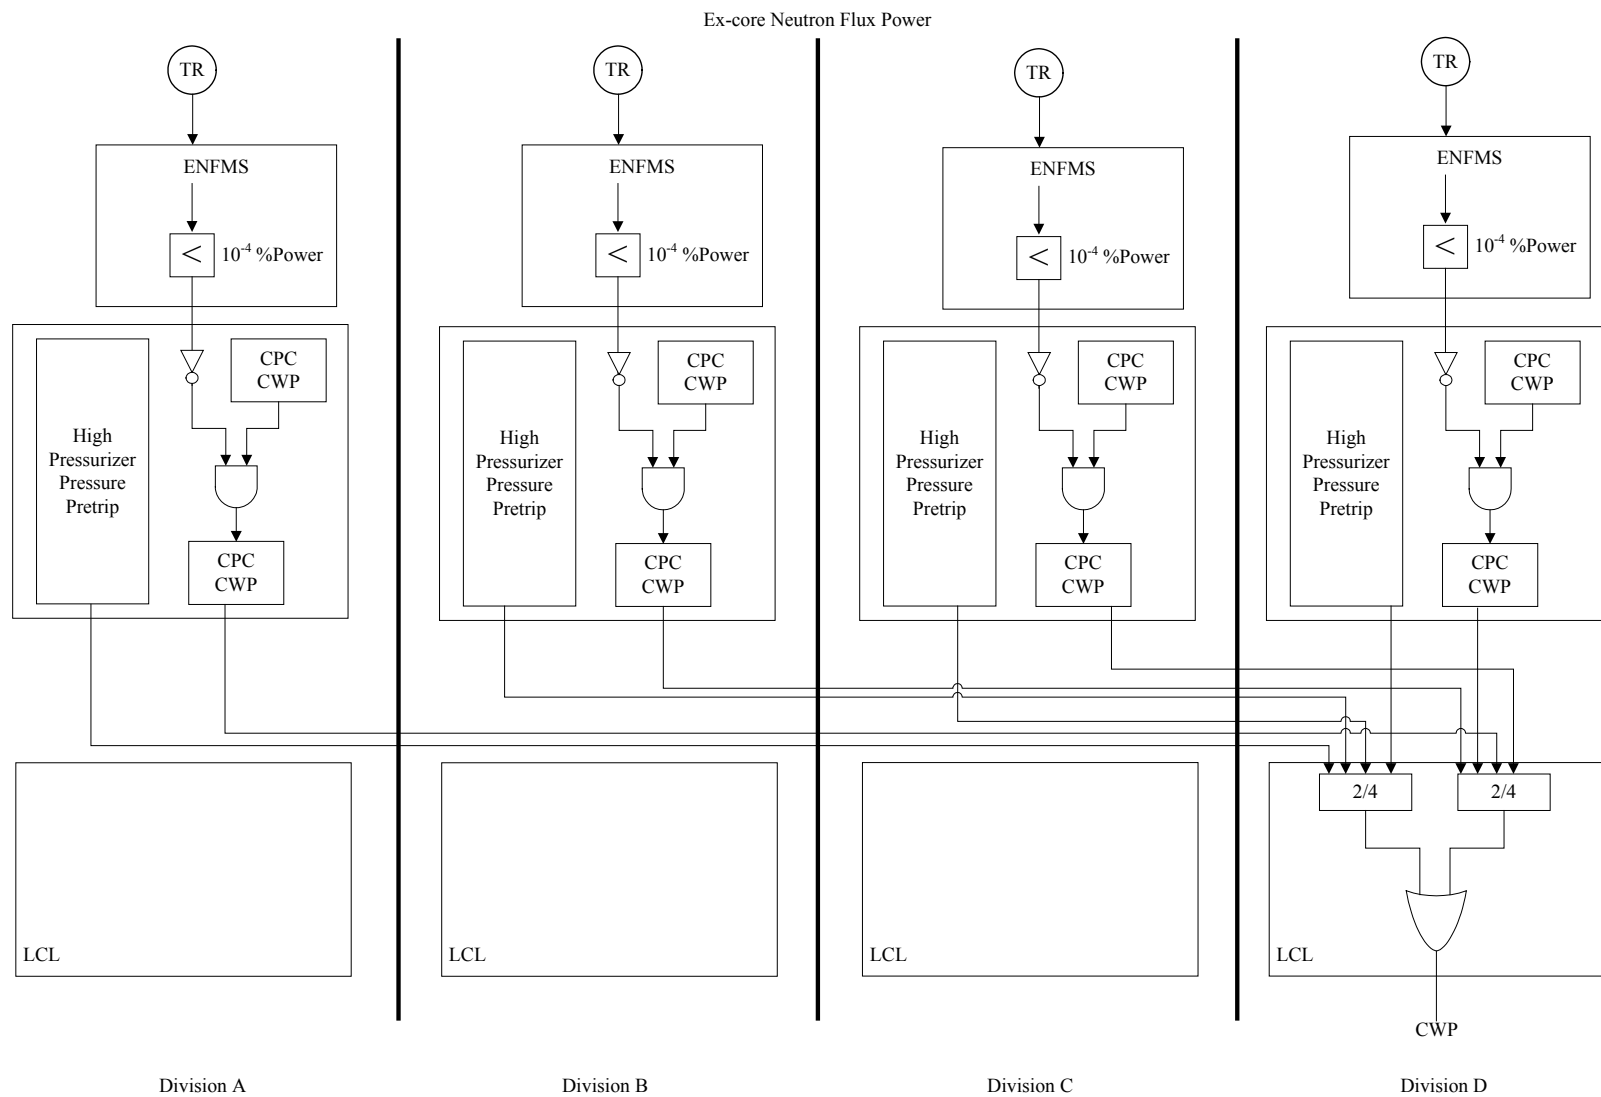 Ex-core Neutron Flux Power
TR
TR
TR
TR
ENFMS
ENFMS
ENFMS
ENFMS
< 10-4 %Power
< 10-4 %Power
< 10-4 %Power
< 10-4 %Power
High
Pressurizer
Pressure
Pretrip
CPC
CWP
CPC
CWP
High
Pressurizer
Pressure
Pretrip
CPC
CWP
CPC
CWP
High
Pressurizer
Pressure
Pretrip
CPC
CWP
CPC
CWP
High
Pressurizer
Pressure
Pretrip
CPC
CWP
CPC
CWP
2/4
2/4
LCL
LCL
LCL
LCL
CWP
Division A
Division B
Division C
Division D